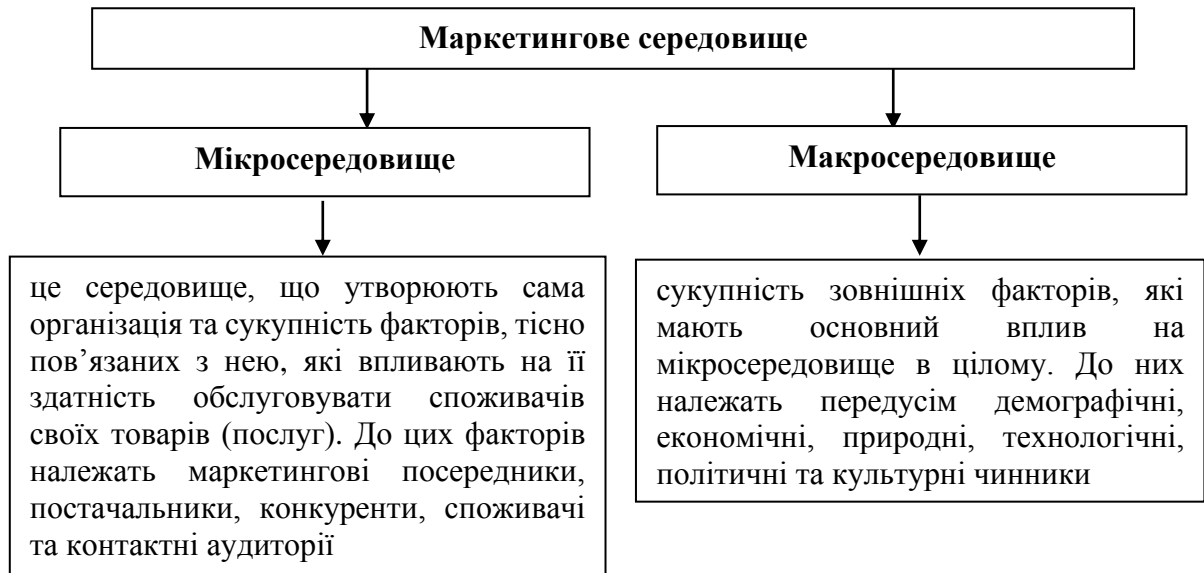 Маркетингове середовище
Мікросередовище
Макросередовище
це середовище, що утворюють сама
організація та сукупність факторів, тісно
пов’язаних з нею, які впливають на її
здатність обслуговувати споживачів
своїх товарів (послуг). До цих факторів
належать маркетингові посередники,
постачальники, конкуренти, споживачі
та контактні аудиторії
сукупність зовнішніх факторів, які
мають основний вплив на
мікросередовище в цілому. До них
належать передусім демографічні,
економічні, природні, технологічні,
політичні та культурні чинники